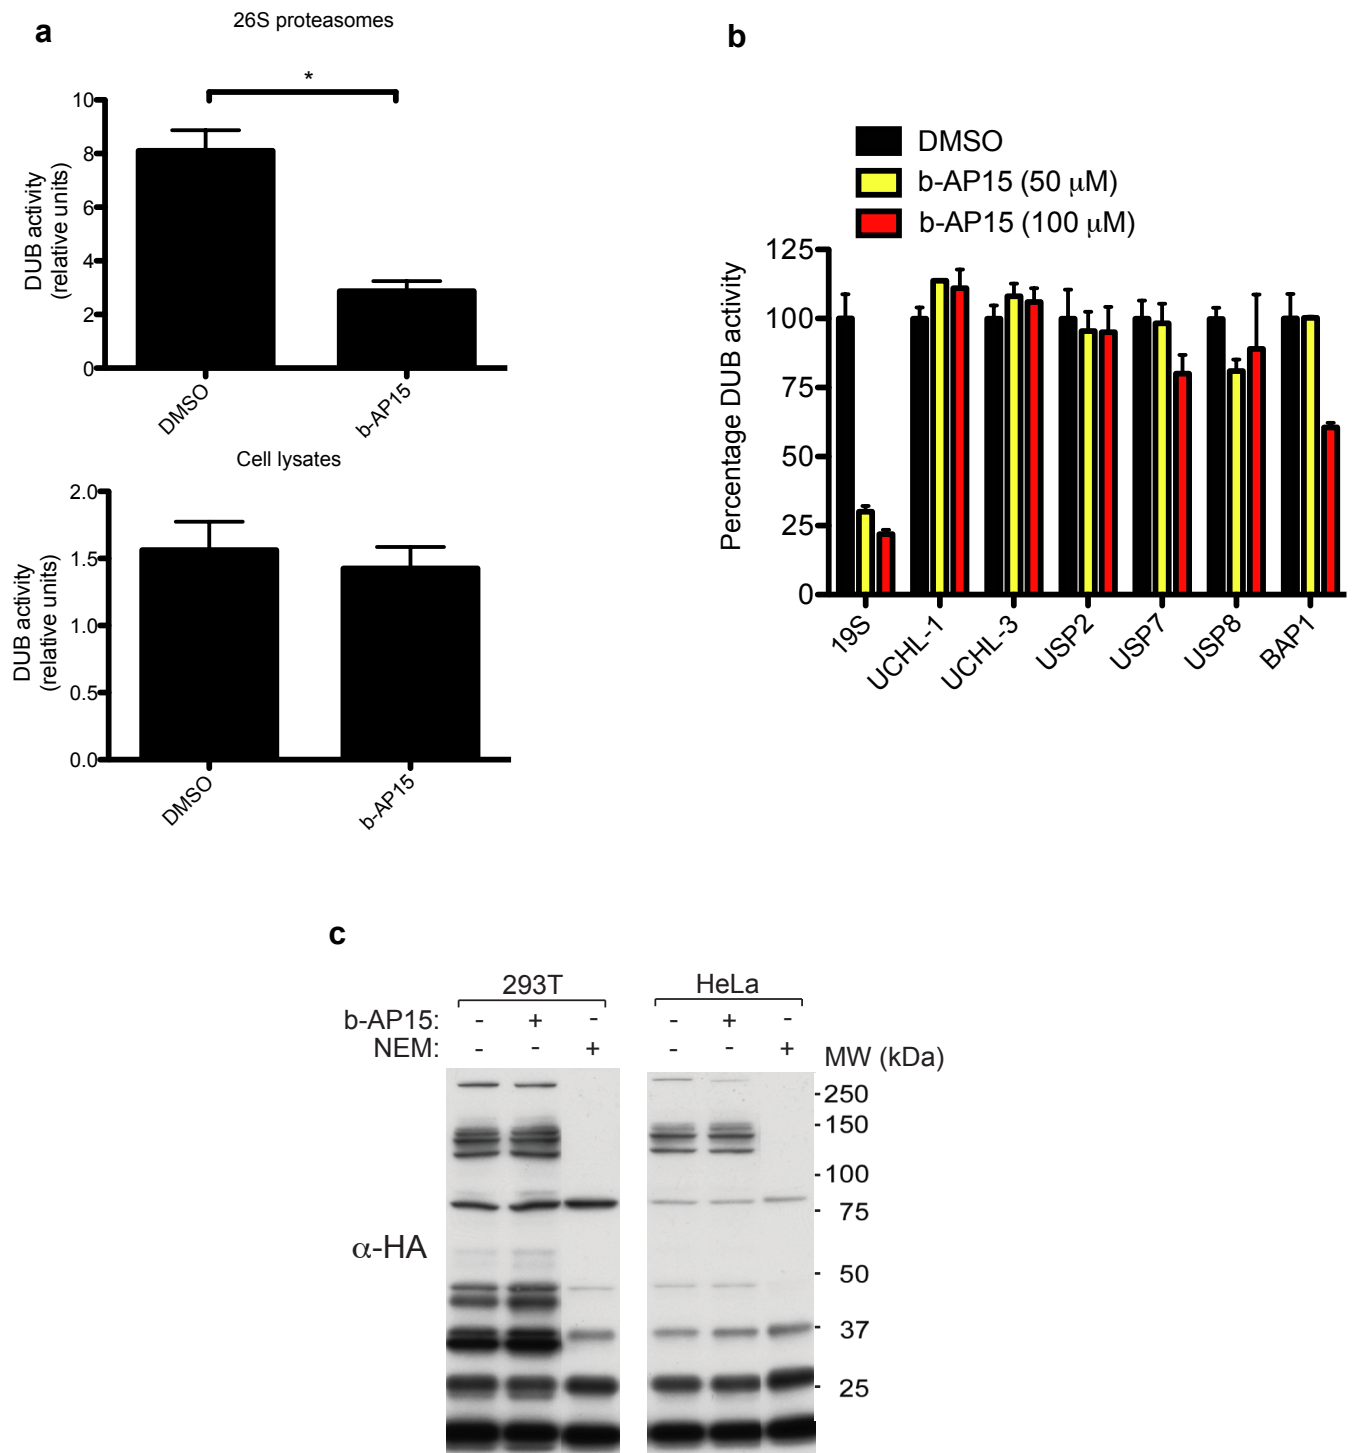 a
26S proteasomes
*
DUB activity
(relative units)
10
8
6
4
2
0
DMSO
b-AP15
Cell lysates
DUB activity
(relative units)
2.0
1.5
1.0
0.5
0.0
DMSO
b-AP15
b
DMSO
b-AP15 (50 μM)
b-AP15 (100 μM)
Percentage DUB activity
125
100
75
50
25
0
19S
UCHL-1
UCHL-3
USP2
USP7
USP8
BAP1
c
293T HeLa
b-AP15: - + - - + -
NEM: - - + - - + MW (kDa)
α-HA
-250
-150
-100
- 75
- 50
- 37
- 25